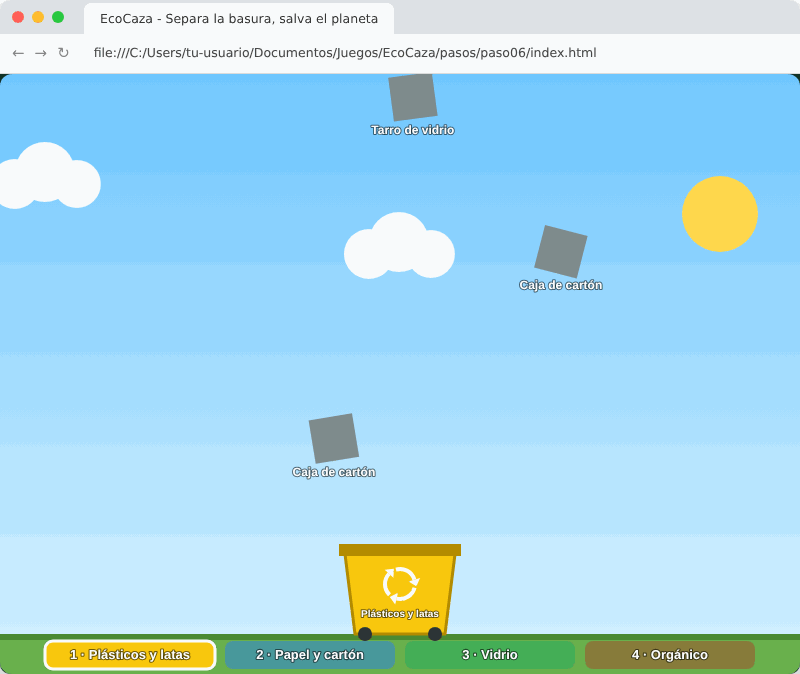 EcoCaza - Separa la basura, salva el planeta
file:///C:/Users/tu-usuario/Documentos/Juegos/EcoCaza/pasos/paso06/index.html
Tarro de vidrio
Caja de cartón
Caja de cartón
Plásticos y latas
1 · Plásticos y latas
2 · Papel y cartón
3 · Vidrio
4 · Orgánico